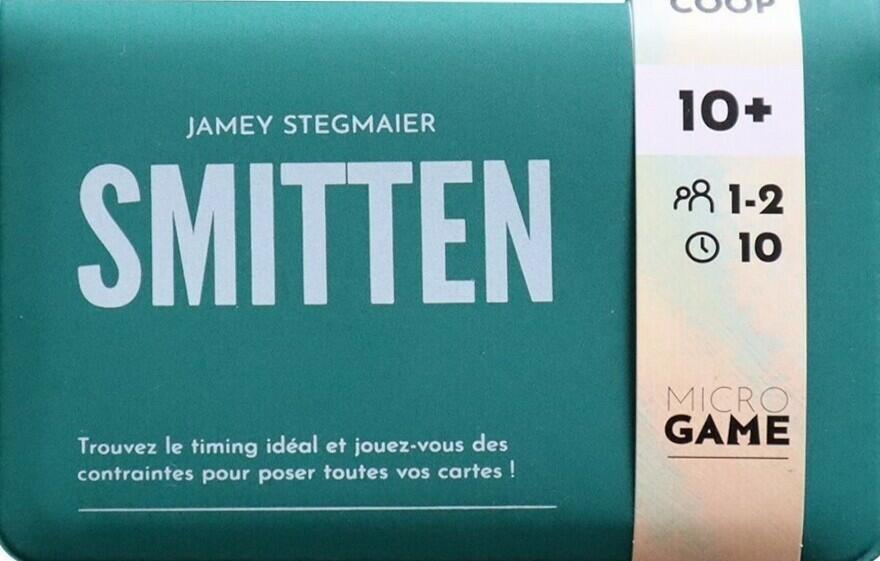 COOP
10+
JAMEY STEGMAIER
SMITTEN
1-2
10
MICRO
GAME
Trouvez le timing idéal et jouez-vous des
contraintes pour poser toutes vos cartes !